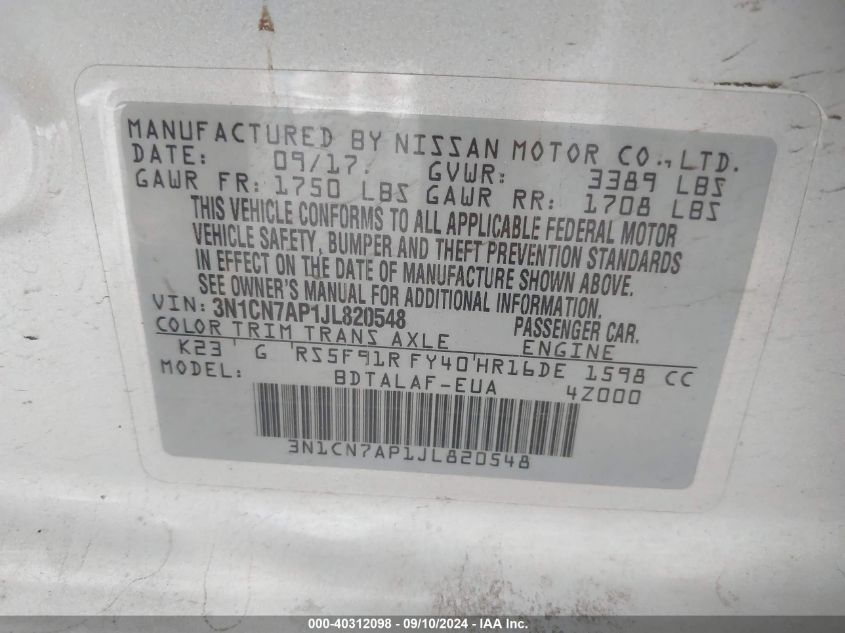 MANUFACTURED BY NISSAN MOTOR CO., LTD.
DATE: 09/17. GVWR: 3389 LBS
GAWR FR: 1750 LBS GAWR RR: 1708 LBS
THIS VEHICLE CONFORMS TO ALL APPLICABLE FEDERAL MOTOR
VEHICLE SAFETY, BUMPER AND THEFT PREVENTION STANDARDS
IN EFFECT ON THE DATE OF MANUFACTURE SHOWN ABOVE.
SEE OWNER'S MANUAL FOR ADDITIONAL INFORMATION.
VIN: 3N1CN7AP1JL820548 PASSENGER CAR.
COLOR TRIM TRANS AXLE ENGINE
K23 G RS5F91R FY40 HR16DE 1598 CC
MODEL: BDTALAF-EUA 4Z000
3N1CN7AP1JL820548
000-40312098 - 09/10/2024 - IAA Inc.